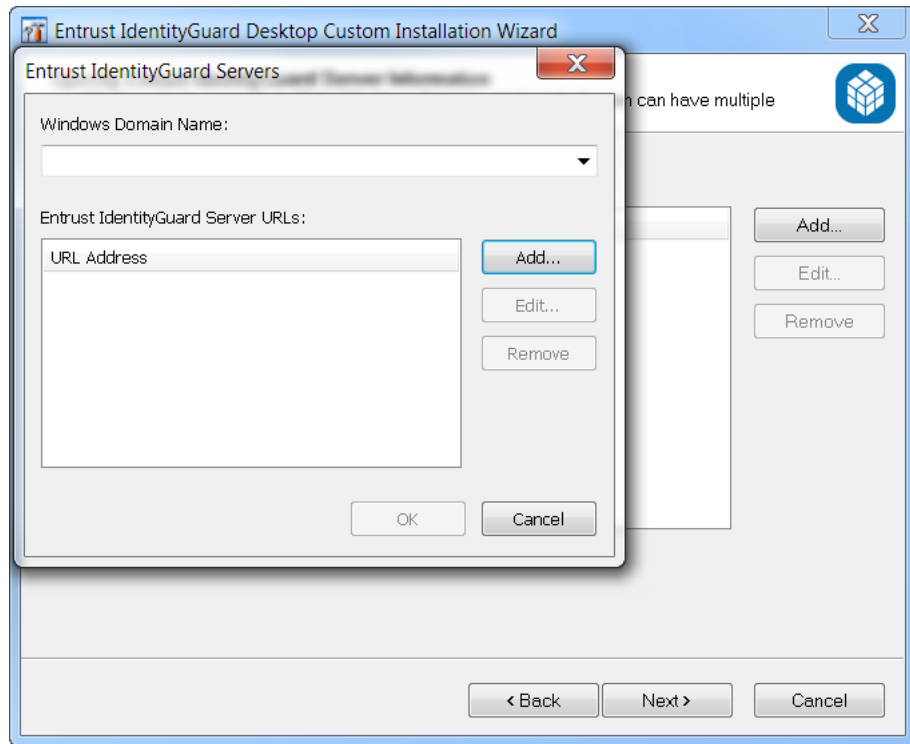 Entrust IdentityGuard Desktop Custom Installation Wizard
Entrust IdentityGuard Servers
can have multiple
Windows Domain Name:
Entrust IdentityGuard Server URLs:
URL Address
Add...
Edit...
Remove
OK
Cancel
Add...
Edit...
Remove
< Back
Next >
Cancel